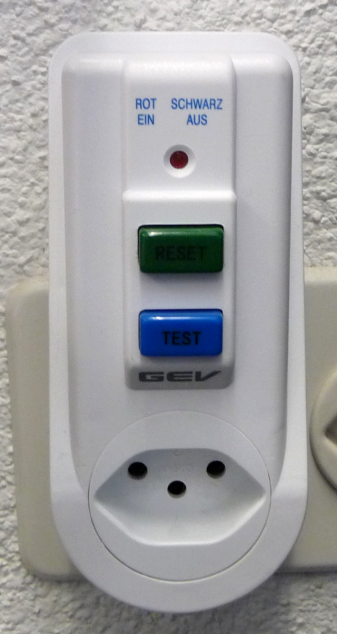 ROT SCHWARZ
EIN AUS
RESET
TEST
GEV